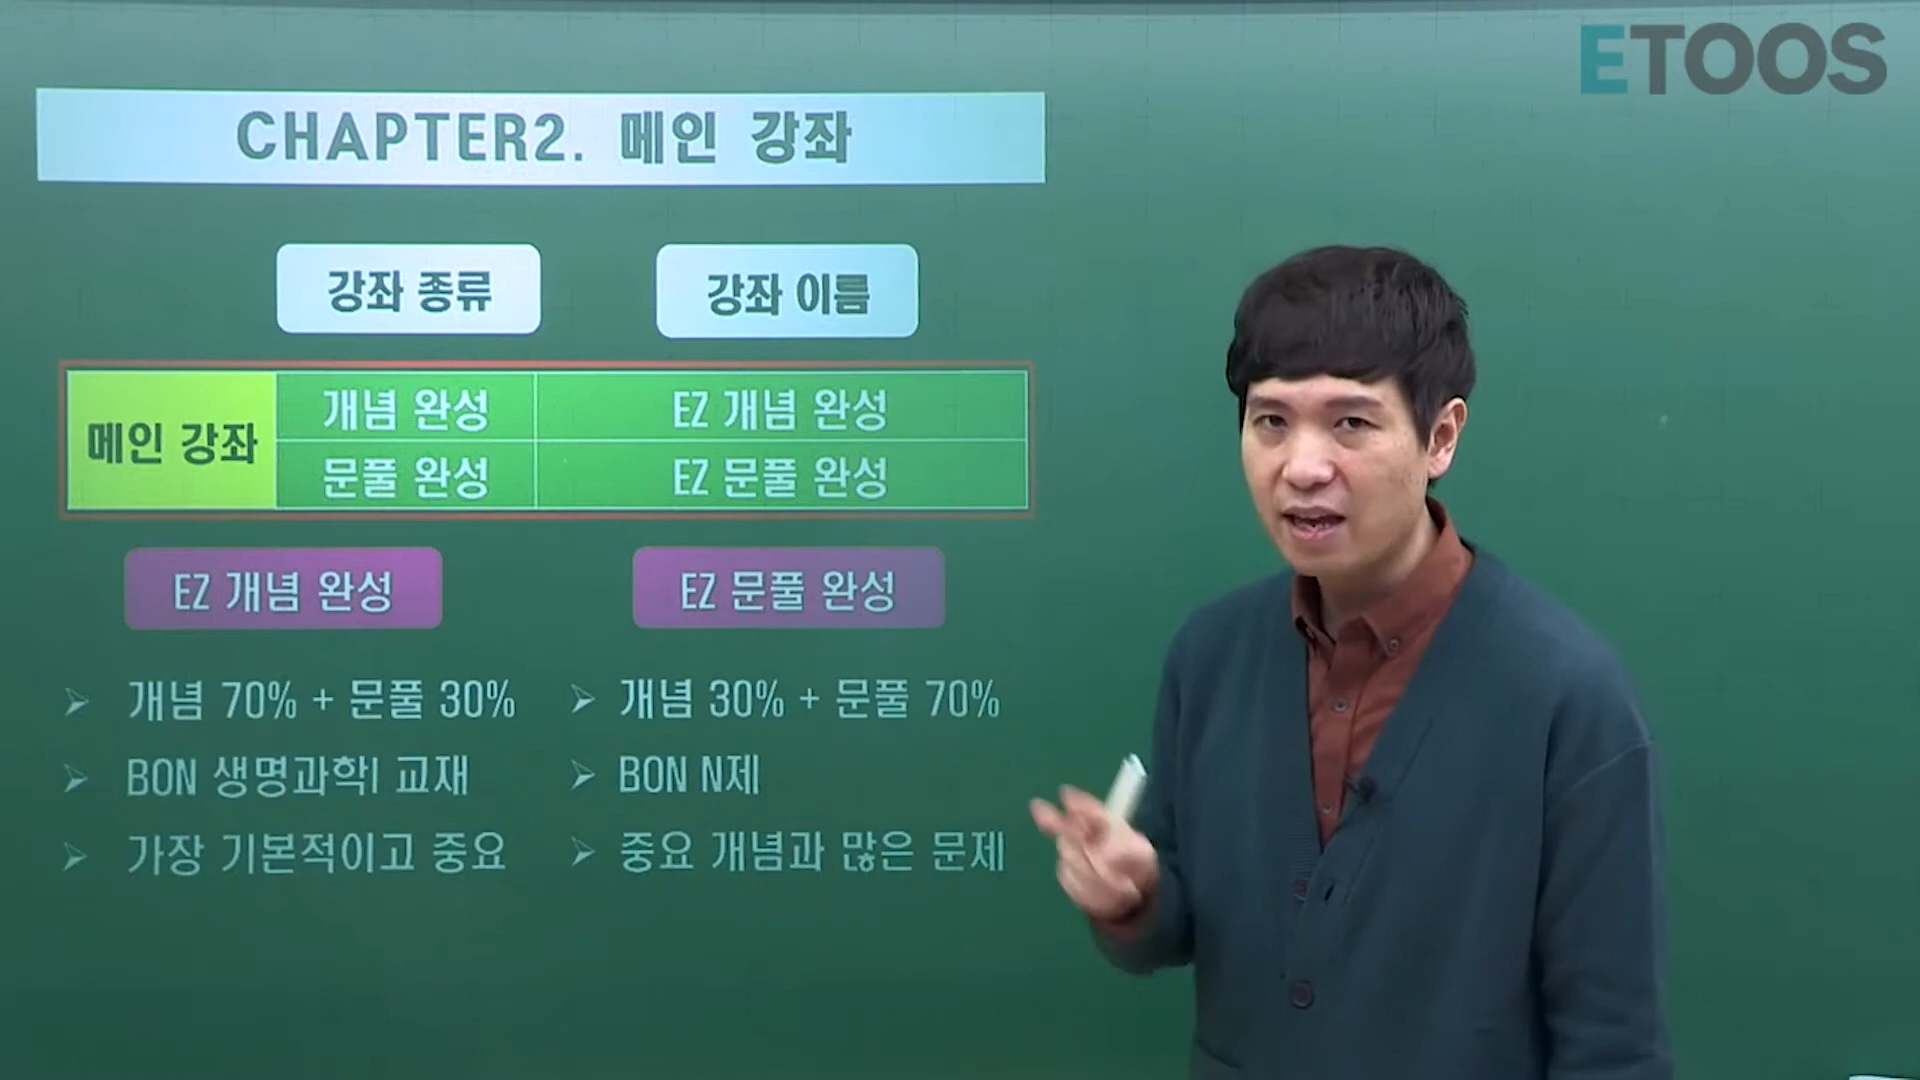 ETOOS
CHAPTER2. 메인 강좌
강좌 종류
강좌 이름
메인 강좌
개념 완성
EZ 개념 완성
문풀 완성
EZ 문풀 완성
EZ 개념 완성
개념 70% + 문풀 30%
BON 생명과학I 교재
가장 기본적이고 중요
EZ 문풀 완성
개념 30% + 문풀 70%
BON N제
중요 개념과 많은 문제